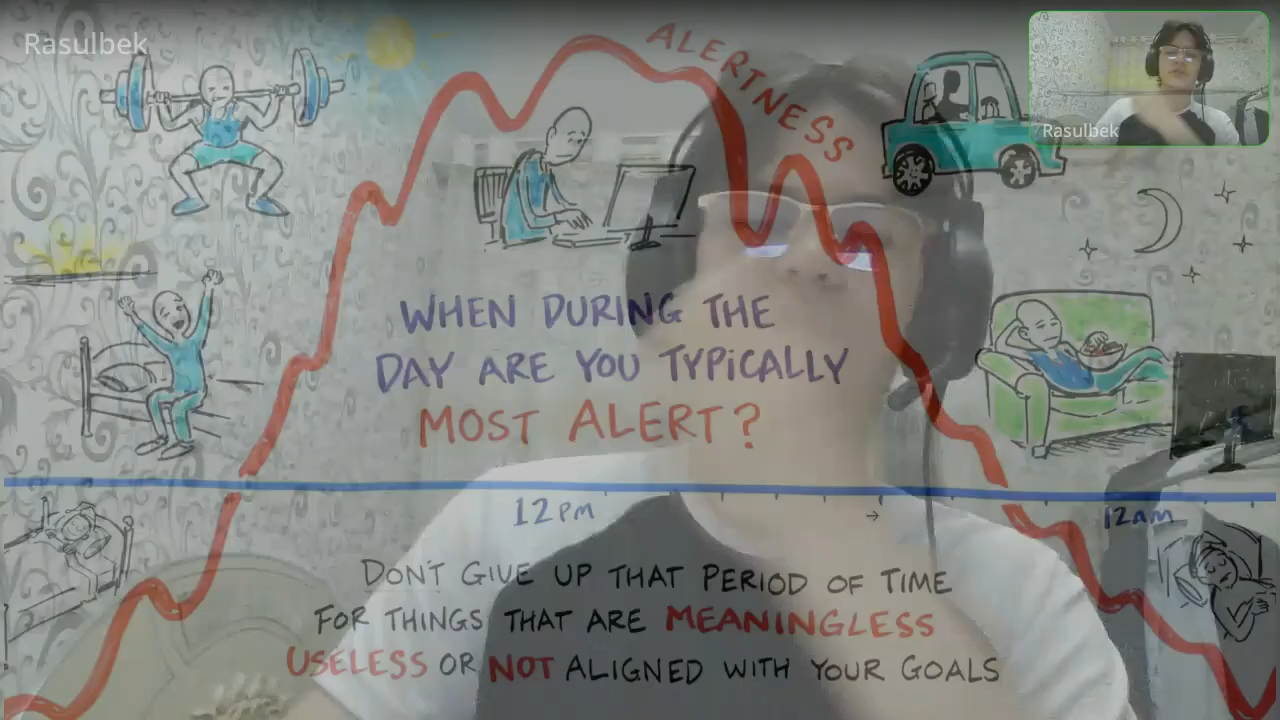 Rasulbek
ALERTNESS
Rasulbek
WHEN DURING THE
DAY ARE YOU TYPICALLY
MOST ALERT?
12PM
12AM
DON'T GIVE UP THAT PERIOD OF TIME
FOR THINGS THAT ARE MEANINGLESS
USELESS OR NOT ALIGNED WITH YOUR GOALS